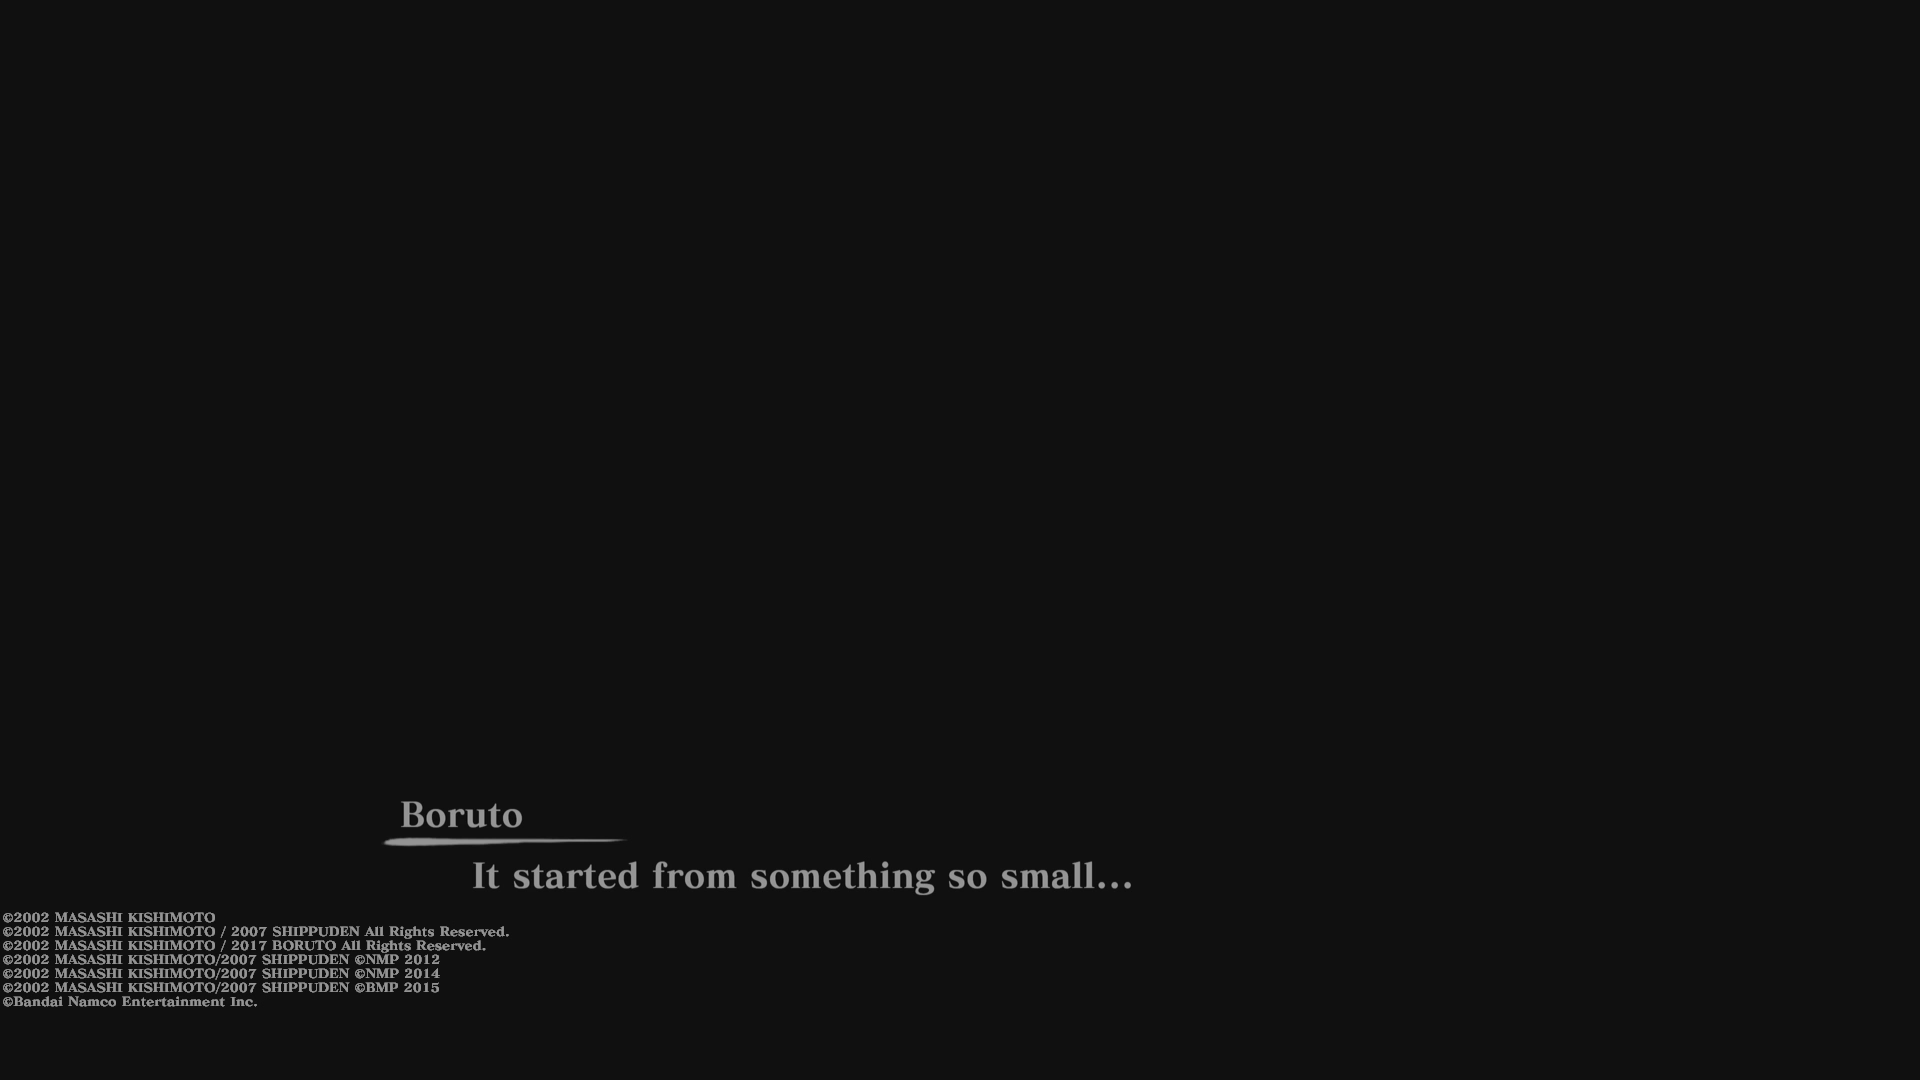 Boruto
It started from something so small...
©2002 MASASHI KISHIMOTO
©2002 MASASHI KISHIMOTO / 2007 SHIPPUDEN All Rights Reserved.
©2002 MASASHI KISHIMOTO / 2017 BORUTO All Rights Reserved.
©2002 MASASHI KISHIMOTO/2007 SHIPPUDEN ©NMP 2012
©2002 MASASHI KISHIMOTO/2007 SHIPPUDEN ©NMP 2014
©2002 MASASHI KISHIMOTO/2007 SHIPPUDEN ©BMP 2015
©Bandai Namco Entertainment Inc.